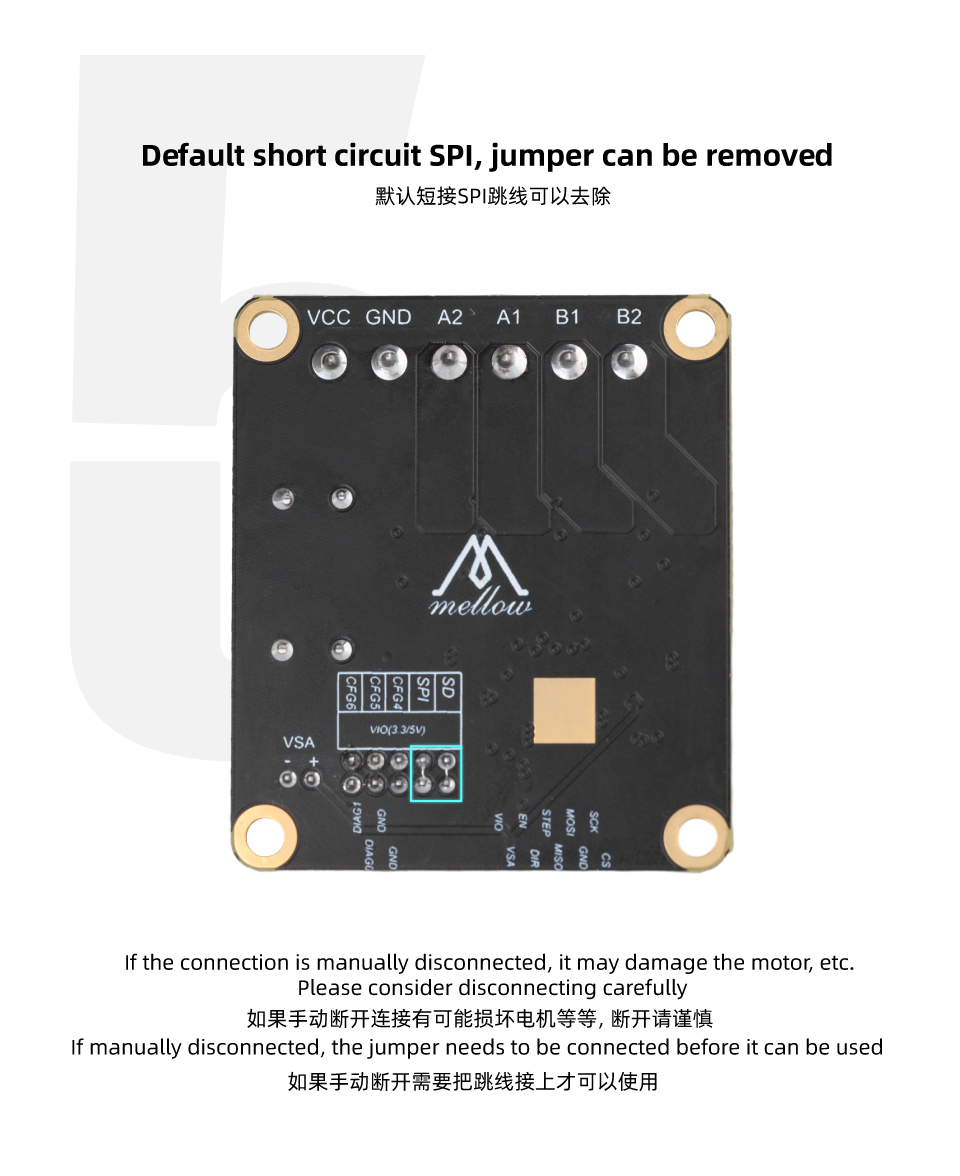 Default short circuit SPI, jumper can be removed
默认短接SPI跳线可以去除
VCC GND A2 A1 B1 B2
mellow
CFG6 CFG5 CFG4 SPI SD
VIO(3.3/5V)
VSA
- +
DIAG1 GND VIO EN STEP MOSI SCK
GND VSA DIR MISO GND CS
If the connection is manually disconnected, it may damage the motor, etc.
Please consider disconnecting carefully
如果手动断开连接有可能损坏电机等等, 断开请谨慎
If manually disconnected, the jumper needs to be connected before it can be used
如果手动断开需要把跳线接上才可以使用